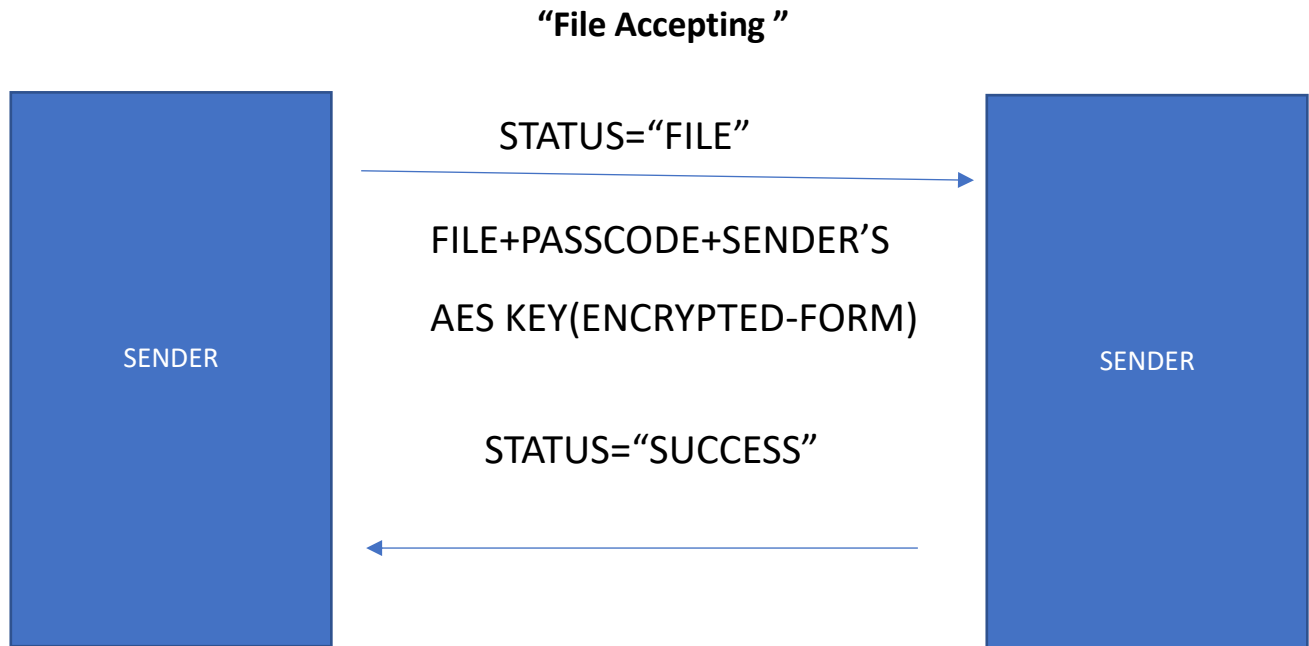 “File Accepting ”
STATUS=“FILE”
FILE+PASSCODE+SENDER’S
AES KEY(ENCRYPTED-FORM)
SENDER
SENDER
STATUS=“SUCCESS”